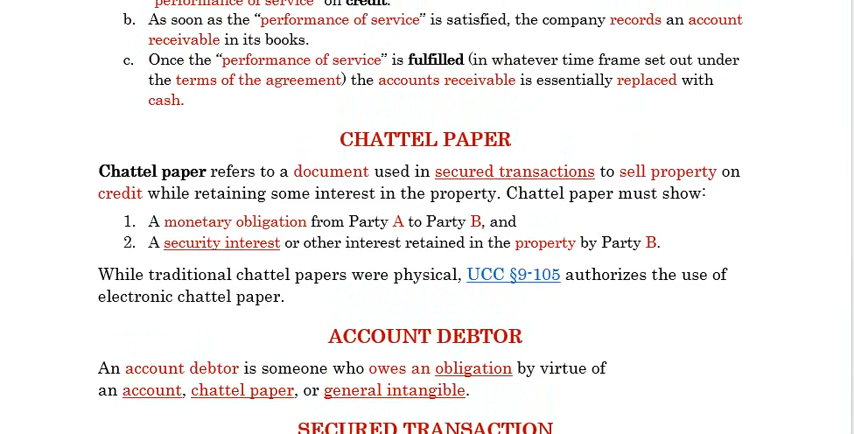 "performance of service" on credit.
b. As soon as the "performance of service" is satisfied, the company records an account
receivable in its books.
c. Once the "performance of service" is fulfilled (in whatever time frame set out under
the terms of the agreement) the accounts receivable is essentially replaced with
cash.
CHATTEL PAPER
Chattel paper refers to a document used in secured transactions to sell property on
credit while retaining some interest in the property. Chattel paper must show:
1. A monetary obligation from Party A to Party B, and
2. A security interest or other interest retained in the property by Party B.
While traditional chattel papers were physical, UCC §9-105 authorizes the use of
electronic chattel paper.
ACCOUNT DEBTOR
An account debtor is someone who owes an obligation by virtue of
an account, chattel paper, or general intangible.
SECURED TRANSACTION